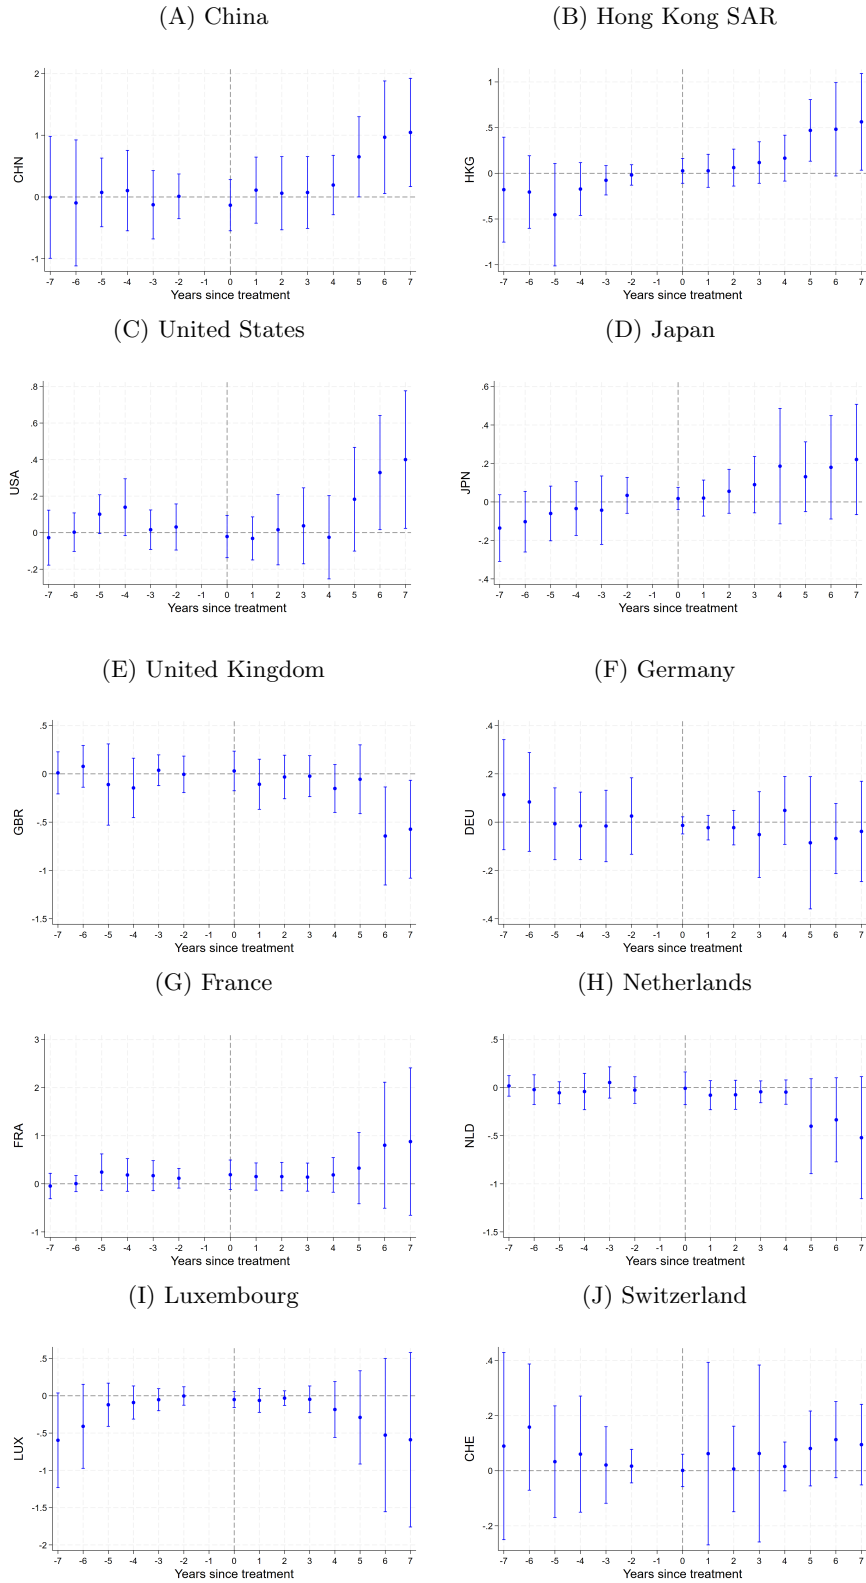 (A) China
(B) Hong Kong SAR
2
1
0
-1
CHN
-7 -6 -5 -4 -3 -2 -1 0 1 2 3 4 5 6 7
Years since treatment
1
.5
0
-.5
-1
HKG
-7 -6 -5 -4 -3 -2 -1 0 1 2 3 4 5 6 7
Years since treatment
(C) United States
(D) Japan
.8
.6
.4
.2
0
-.2
USA
-7 -6 -5 -4 -3 -2 -1 0 1 2 3 4 5 6 7
Years since treatment
.6
.4
.2
0
-.2
-.4
JPN
-7 -6 -5 -4 -3 -2 -1 0 1 2 3 4 5 6 7
Years since treatment
(E) United Kingdom
(F) Germany
.5
0
-.5
-1
-1.5
GBR
-7 -6 -5 -4 -3 -2 -1 0 1 2 3 4 5 6 7
Years since treatment
.4
.2
0
-.2
-.4
DEU
-7 -6 -5 -4 -3 -2 -1 0 1 2 3 4 5 6 7
Years since treatment
(G) France
(H) Netherlands
3
2
1
0
-1
FRA
-7 -6 -5 -4 -3 -2 -1 0 1 2 3 4 5 6 7
Years since treatment
.5
0
-.5
-1
-1.5
NLD
-7 -6 -5 -4 -3 -2 -1 0 1 2 3 4 5 6 7
Years since treatment
(I) Luxembourg
(J) Switzerland
.5
0
-.5
-1
-1.5
-2
LUX
-7 -6 -5 -4 -3 -2 -1 0 1 2 3 4 5 6 7
Years since treatment
.4
.2
0
-.2
CHE
-7 -6 -5 -4 -3 -2 -1 0 1 2 3 4 5 6 7
Years since treatment